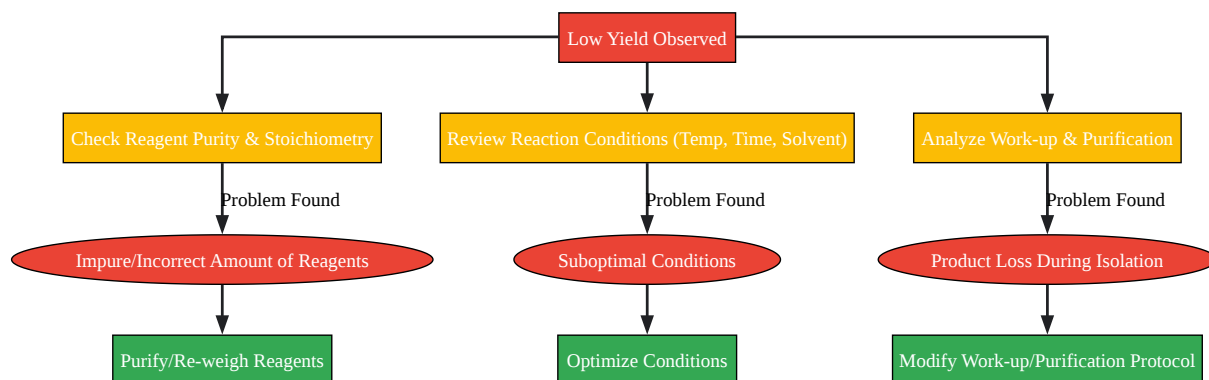 Low Yield Observed
Check Reagent Purity & Stoichiometry
Review Reaction Conditions (Temp, Time, Solvent)
Analyze Work-up & Purification
Problem Found
Problem Found
Problem Found
Impure/Incorrect Amount of Reagents
Suboptimal Conditions
Product Loss During Isolation
Purify/Re-weigh Reagents
Optimize Conditions
Modify Work-up/Purification Protocol